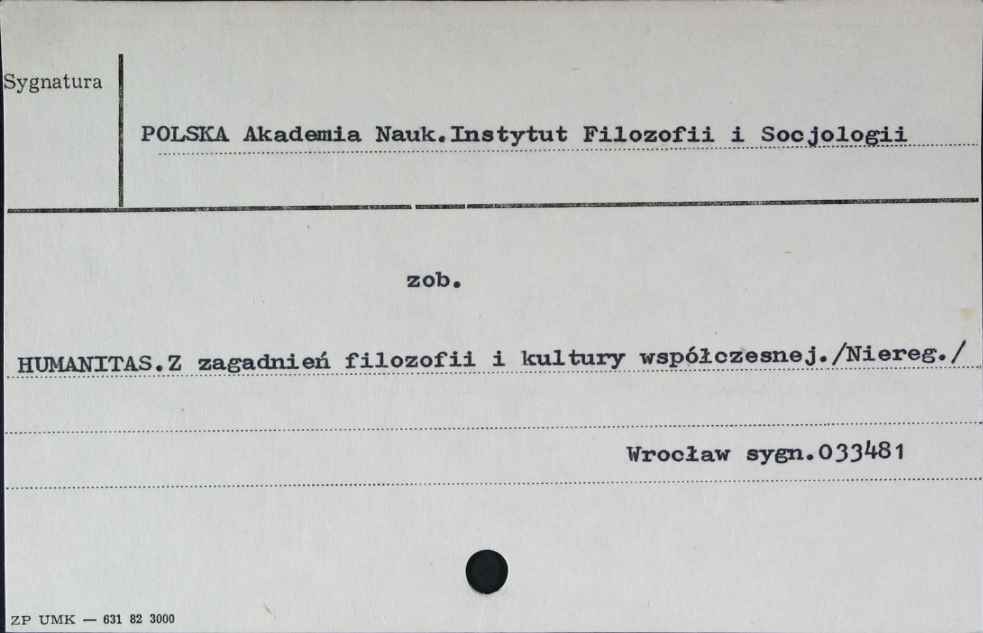 Sygnatura
POLSKA Akademia Nauk.Instytut Filozofii i Socjologii
zob.
HUMANITAS.Z zagadnień filozofii i kultury współczesnej./Niereg./
Wrocław sygn.033481
ZP UMK — 631 82 3000